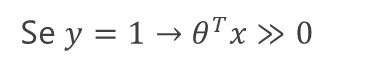 Se y = 1 → θᵀx ≫ 0